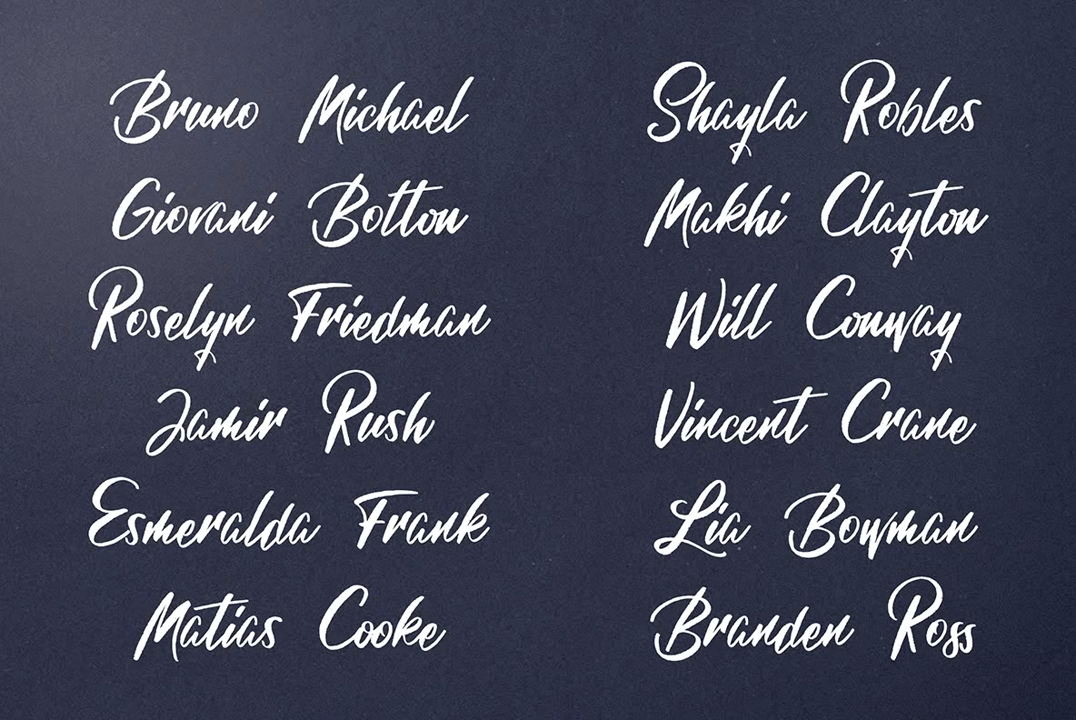 Bruno Michael
Giovani Bolton
Roselyn Friedman
Jamir Rush
Esmeralda Frank
Matias Cooke
Shayla Robles
Makhi Clayton
Will Conway
Vincent Crane
Lia Bowman
Branden Ross